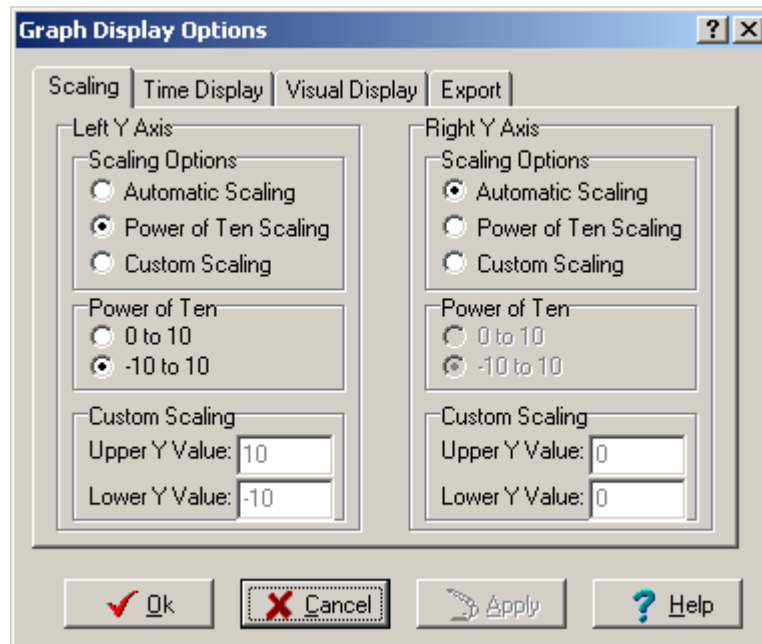 Graph Display Options
Scaling Time Display Visual Display Export
Left Y Axis
Scaling Options
Automatic Scaling
Power of Ten Scaling
Custom Scaling
Power of Ten
0 to 10
-10 to 10
Custom Scaling
Upper Y Value: 10
Lower Y Value: -10
Right Y Axis
Scaling Options
Automatic Scaling
Power of Ten Scaling
Custom Scaling
Power of Ten
0 to 10
-10 to 10
Custom Scaling
Upper Y Value: 0
Lower Y Value: 0
Ok Cancel Apply Help